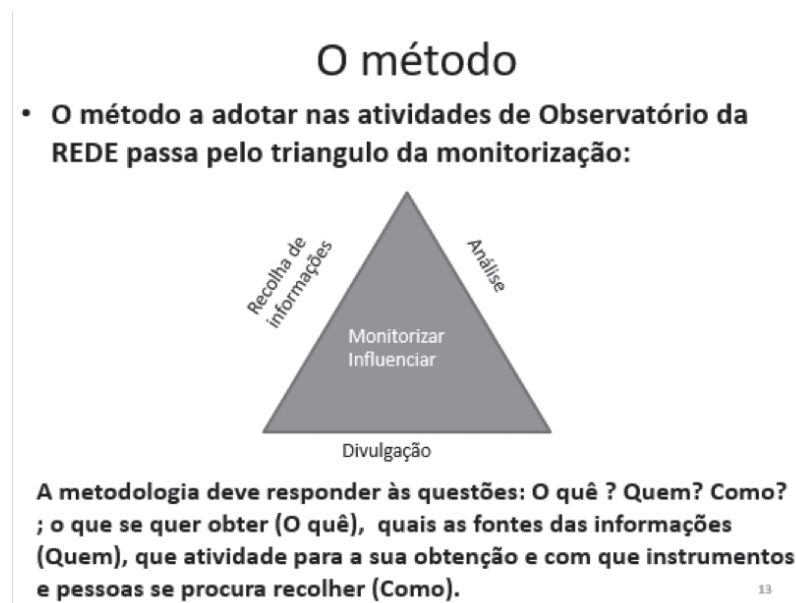 O método
• O método a adotar nas atividades de Observatório da
REDE passa pelo triangulo da monitorização:
Recolha de
informações
Análise
Monitorizar
Influenciar
Divulgação
A metodologia deve responder às questões: O quê ? Quem? Como?
; o que se quer obter (O quê), quais as fontes das informações
(Quem), que atividade para a sua obtenção e com que instrumentos
e pessoas se procura recolher (Como).
13